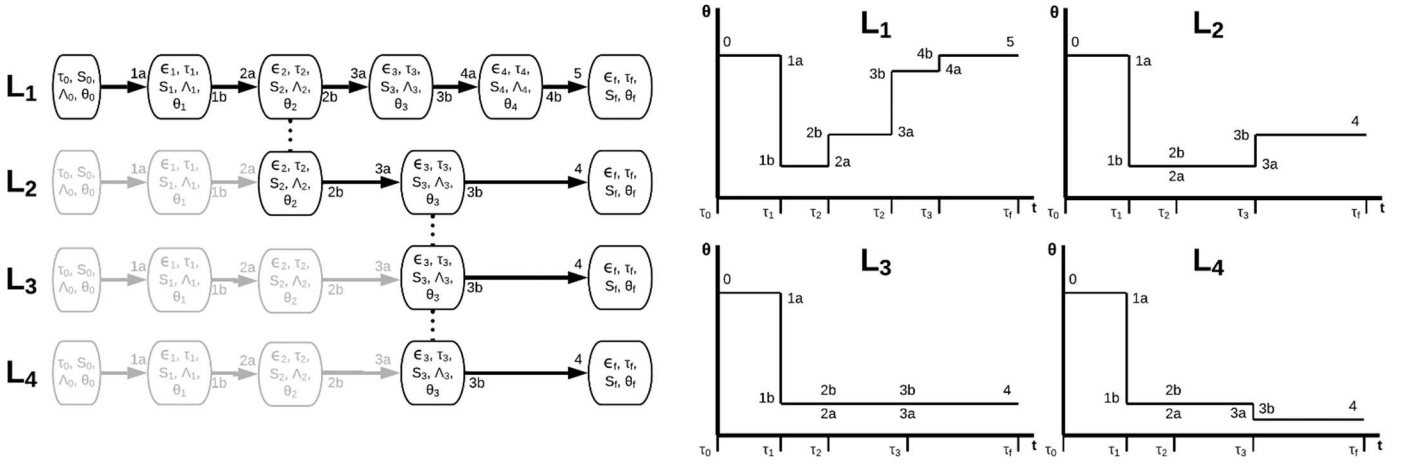 L₁
τ₀, S₀,
Λ₀, θ₀
1a
ϵ₁, τ₁,
S₁, Λ₁,
θ₁
1b
2a
ϵ₂, τ₂,
S₂, Λ₂,
θ₂
2b
3a
ϵ₃, τ₃,
S₃, Λ₃,
θ₃
3b
4a
ϵ₄, τ₄,
S₄, Λ₄,
θ₄
4b
5
ϵf, τf,
Sf, θf
L₂
τ₀, S₀,
Λ₀, θ₀
1a
ϵ₁, τ₁,
S₁, Λ₁,
θ₁
1b
2a
ϵ₂, τ₂,
S₂, Λ₂,
θ₂
2b
3a
ϵ₃, τ₃,
S₃, Λ₃,
θ₃
3b
4
ϵf, τf,
Sf, θf
L₃
τ₀, S₀,
Λ₀, θ₀
1a
ϵ₁, τ₁,
S₁, Λ₁,
θ₁
1b
2a
ϵ₂, τ₂,
S₂, Λ₂,
θ₂
2b
3a
ϵ₃, τ₃,
S₃, Λ₃,
θ₃
3b
4
ϵf, τf,
Sf, θf
L₄
τ₀, S₀,
Λ₀, θ₀
1a
ϵ₁, τ₁,
S₁, Λ₁,
θ₁
1b
2a
ϵ₂, τ₂,
S₂, Λ₂,
θ₂
2b
3a
ϵ₃, τ₃,
S₃, Λ₃,
θ₃
3b
4
ϵf, τf,
Sf, θf
θ
L₁
0
1a
1b
2a
2b
3a
3b
4a
4b
5
τ₀
τ₁
τ₂
τ₂
τ₃
τf
t
θ
L₂
0
1a
1b
2b
2a
3b
3a
4
τ₀
τ₁
τ₂
τ₃
τf
t
θ
L₃
0
1a
1b
2b
2a
3b
3a
4
τ₀
τ₁
τ₂
τ₃
τf
t
θ
L₄
0
1a
1b
2b
2a
3a
3b
4
τ₀
τ₁
τ₂
τ₃
τf
t